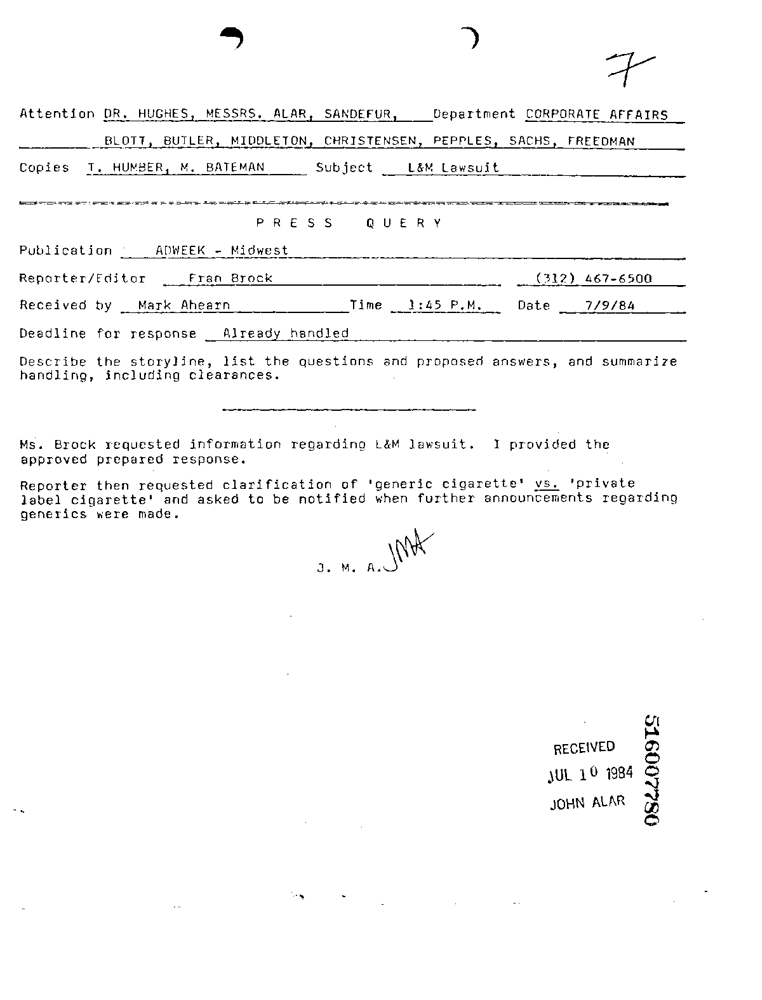 7
Attention DR. HUGHES, MESSRS. ALAR, SANDEFUR, Department CORPORATE AFFAIRS
BLOTT, BUTLER, MIDDLETON, CHRISTENSEN, PEPPLES, SACHS, FREEDMAN
Copies T. HUMBER, M. BATEMAN Subject L&M Lawsuit
PRESS QUERY
Publication ADWEEK - Midwest
Reporter/Editor Fran Brock (312) 467-6500
Received by Mark Ahearn Time 1:45 P.M. Date 7/9/84
Deadline for response Already handled
Describe the storyline, list the questions and proposed answers, and summarize
handling, including clearances.
Ms. Brock requested information regarding L&M lawsuit. I provided the
approved prepared response.
Reporter then requested clarification of 'generic cigarette' vs. 'private
label cigarette' and asked to be notified when further announcements regarding
generics were made.
J. M. A. JMA
RECEIVED
JUL 10 1984
JOHN ALAR
516007780